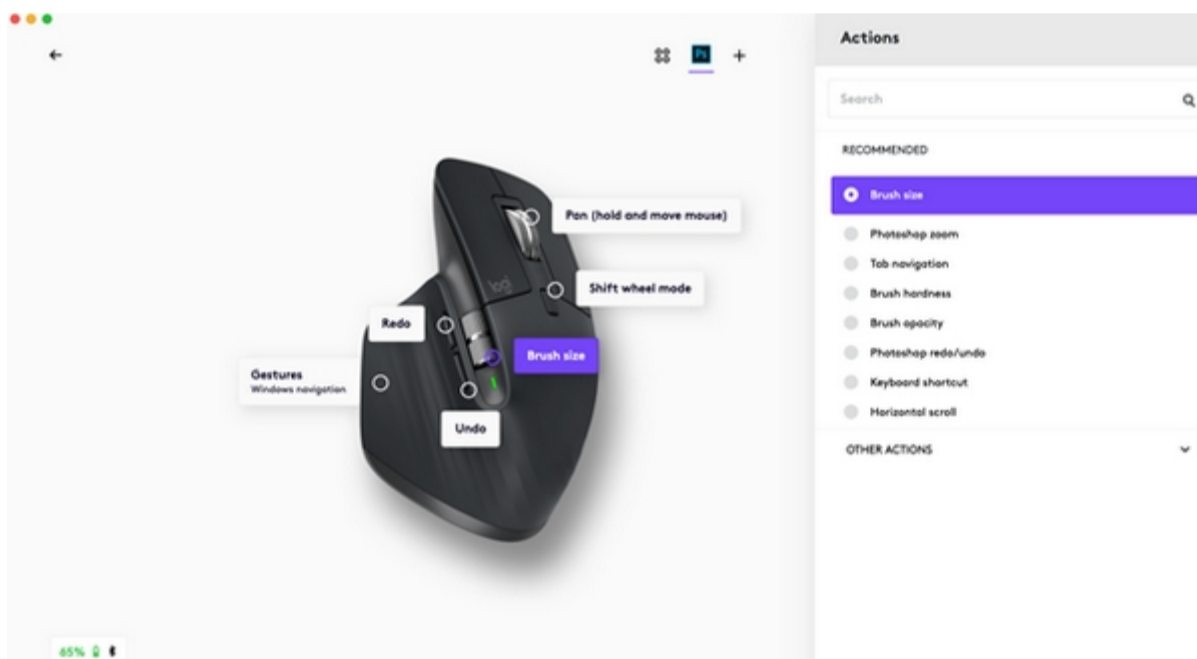 Ps
Actions
Search
RECOMMENDED
Brush size
Photoshop zoom
Tab navigation
Brush hardness
Brush opacity
Photoshop redo/undo
Keyboard shortcut
Horizontal scroll
OTHER ACTIONS
Pan (hold and move mouse)
logi
Shift wheel mode
Redo
Brush size
Gestures
Windows navigation
Undo
65%